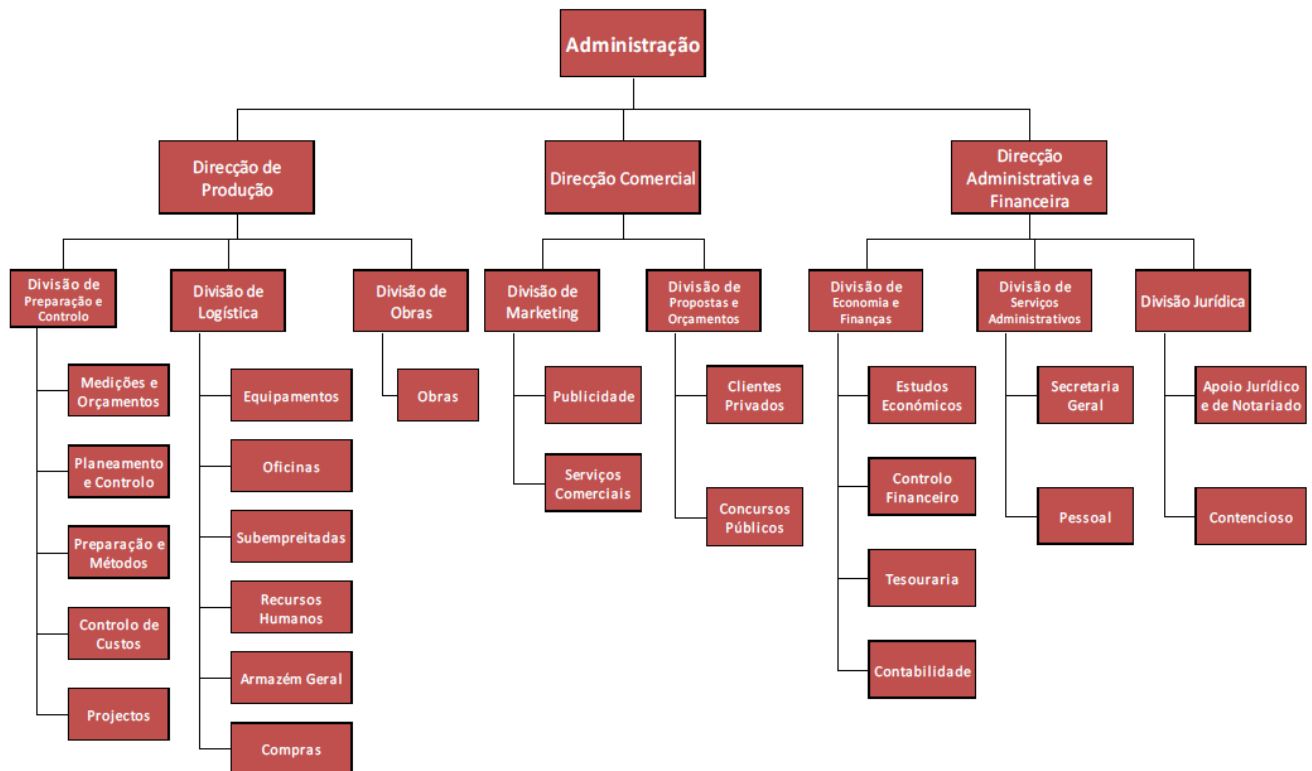 Administração
Direcção de
Produção
Direcção Comercial
Direcção
Administrativa e
Financeira
Divisão de
Preparação e
Controlo
Divisão de
Logística
Divisão de
Obras
Divisão de
Marketing
Divisão de
Propostas e
Orçamentos
Divisão de
Economia e
Finanças
Divisão de
Serviços
Administrativos
Divisão Jurídica
Medições e
Orçamentos
Planeamento
e Controlo
Preparação e
Métodos
Controlo de
Custos
Projectos
Equipamentos
Oficinas
Subempreitadas
Recursos
Humanos
Armazém Geral
Compras
Obras
Publicidade
Serviços
Comerciais
Clientes
Privados
Concursos
Públicos
Estudos
Económicos
Controlo
Financeiro
Tesouraria
Contabilidade
Secretaria
Geral
Pessoal
Apoio Jurídico
e de Notariado
Contencioso